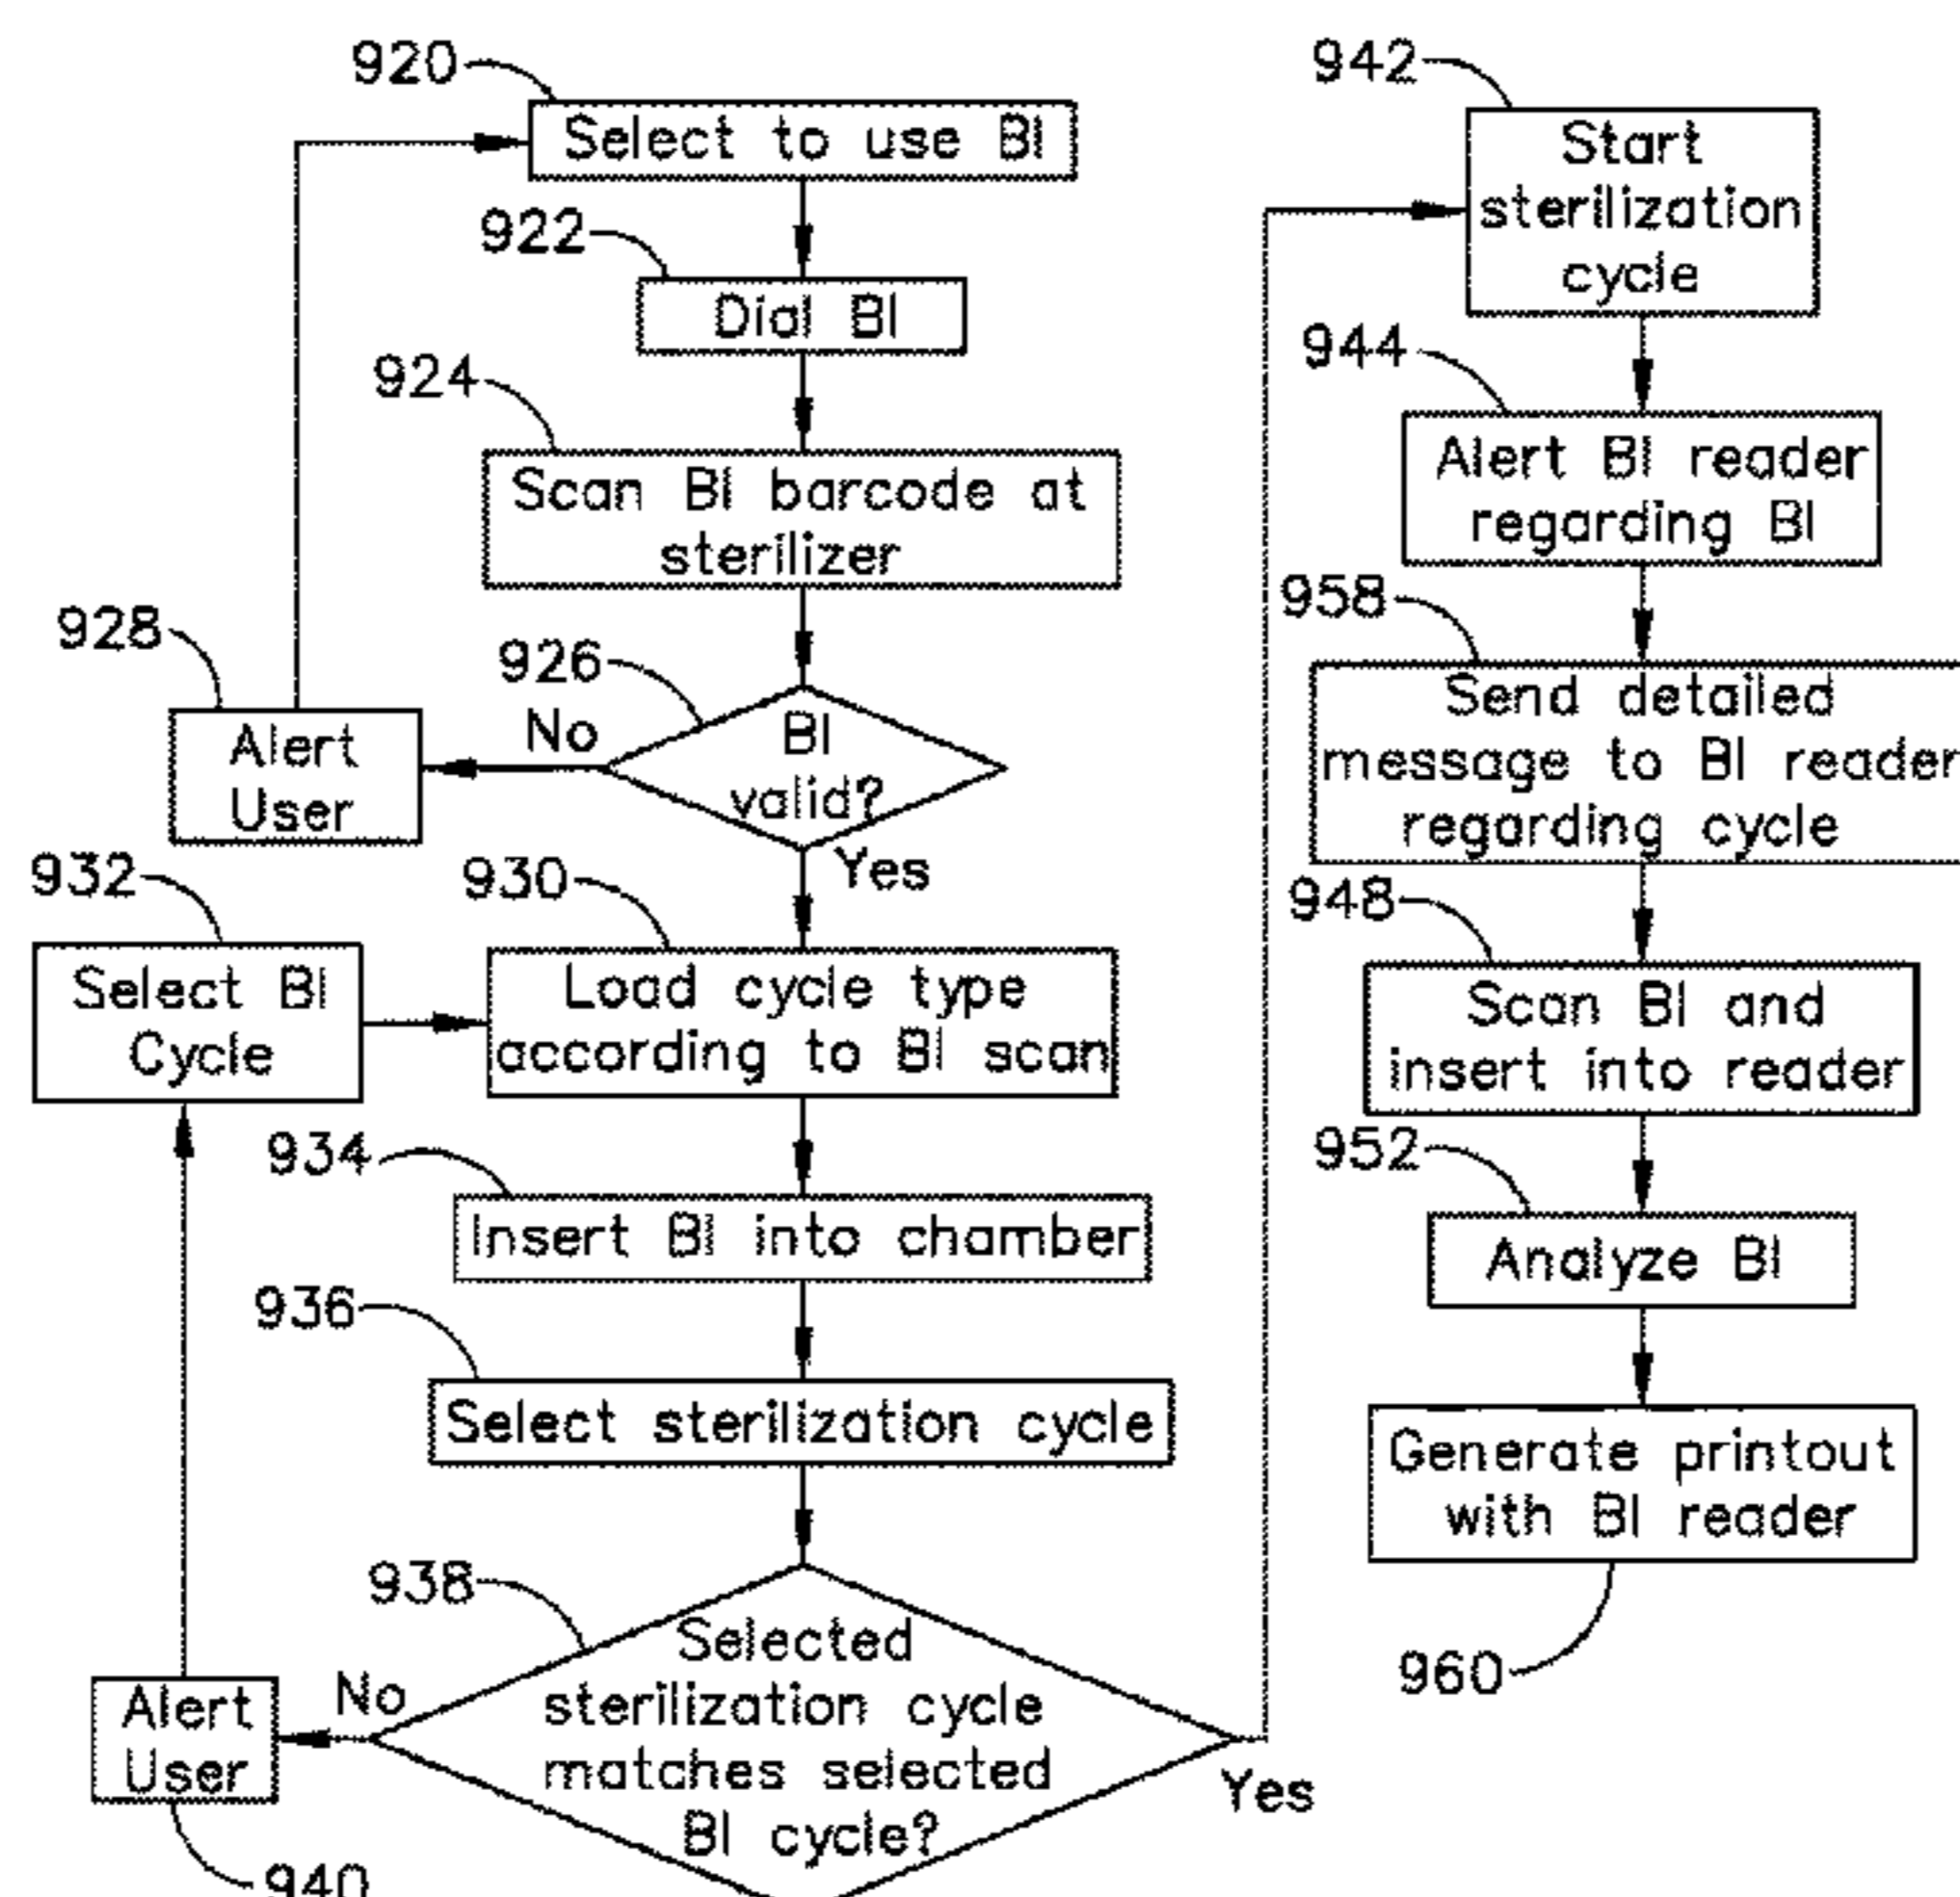 920
Select to use BI
922
Dial BI
924
Scan BI barcode at
sterilizer
926
BI
valid?
No
928
Alert
User
Yes
930
Load cycle type
according to BI scan
932
Select BI
Cycle
934
Insert BI into chamber
936
Select sterilization cycle
938
Selected
sterilization cycle
matches selected
BI cycle?
No
Alert
User
940
Yes
942
Start
sterilization
cycle
944
Alert BI reader
regarding BI
958
Send detailed
message to BI reader
regarding cycle
948
Scan BI and
insert into reader
952
Analyze BI
Generate printout
with BI reader
960